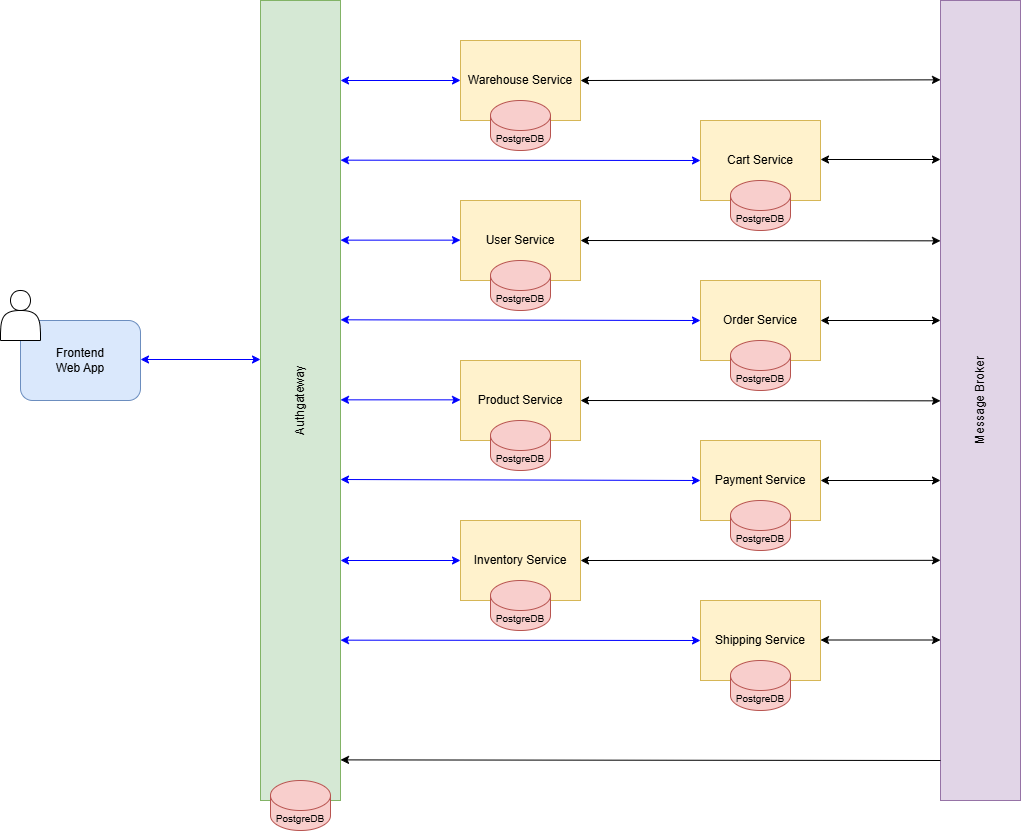 Warehouse Service
PostgreDB
Cart Service
PostgreDB
User Service
PostgreDB
Frontend
Web App
Authgateway
Order Service
PostgreDB
Product Service
PostgreDB
Message Broker
Payment Service
PostgreDB
Inventory Service
PostgreDB
Shipping Service
PostgreDB
PostgreDB